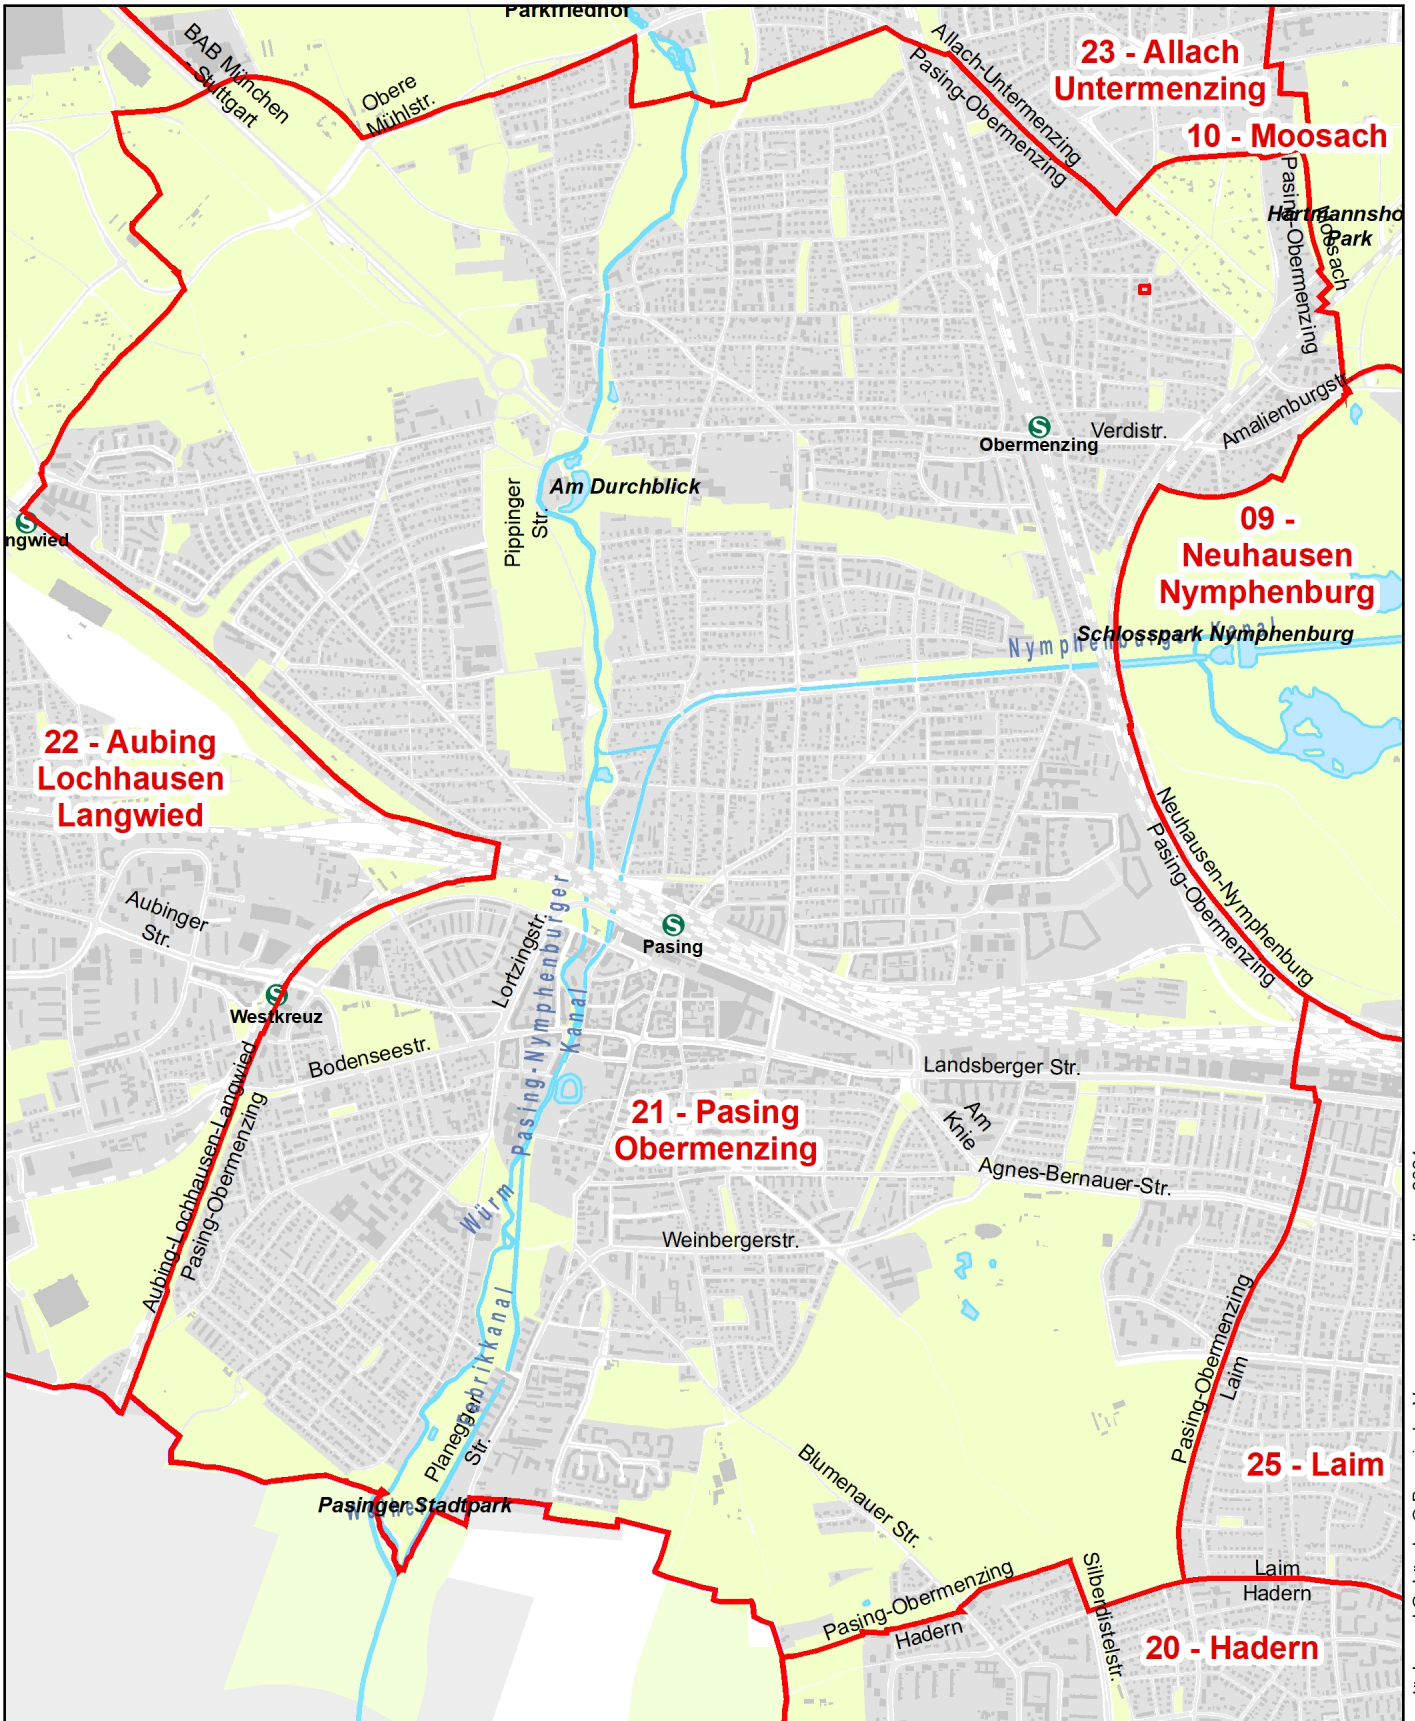 Parkfriedhof
BAB München
- Stuttgart
Obere
Mühlstr.
Allach-Untermenzing
Pasing-Obermenzing
23 - Allach
Untermenzing
10 - Moosach
Pasing-Obermenzing
Moosach
Hartmannsho
Park
Amalienburgstr.
Verdistr.
Obermenzing
Am Durchblick
Pippinger
Str.
ngwied
09 -
Neuhausen
Nymphenburg
Schlosspark Nymphenburg
Nymphenburger Kanal
22 - Aubing
Lochhausen
Langwied
Neuhausen-Nymphenburg
Pasing-Obermenzing
Aubinger
Str.
Lortzingstr.
Pasing
Westkreuz
Pasing-Nymphenburger
Kanal
Bodenseestr.
Landsberger Str.
21 - Pasing
Obermenzing
Am
Knie
Agnes-Bernauer-Str.
Aubing-Lochhausen-Langwied
Pasing-Obermenzing
Würm
Weinbergerstr.
Fabrikkanal
Planegger
Str.
Pasing-Obermenzing
Laim
25 - Laim
Blumenauer Str.
Pasinger Stadtpark
Pasing-Obermenzing
Hadern
Silberdistelstr.
Laim
Hadern
20 - Hadern